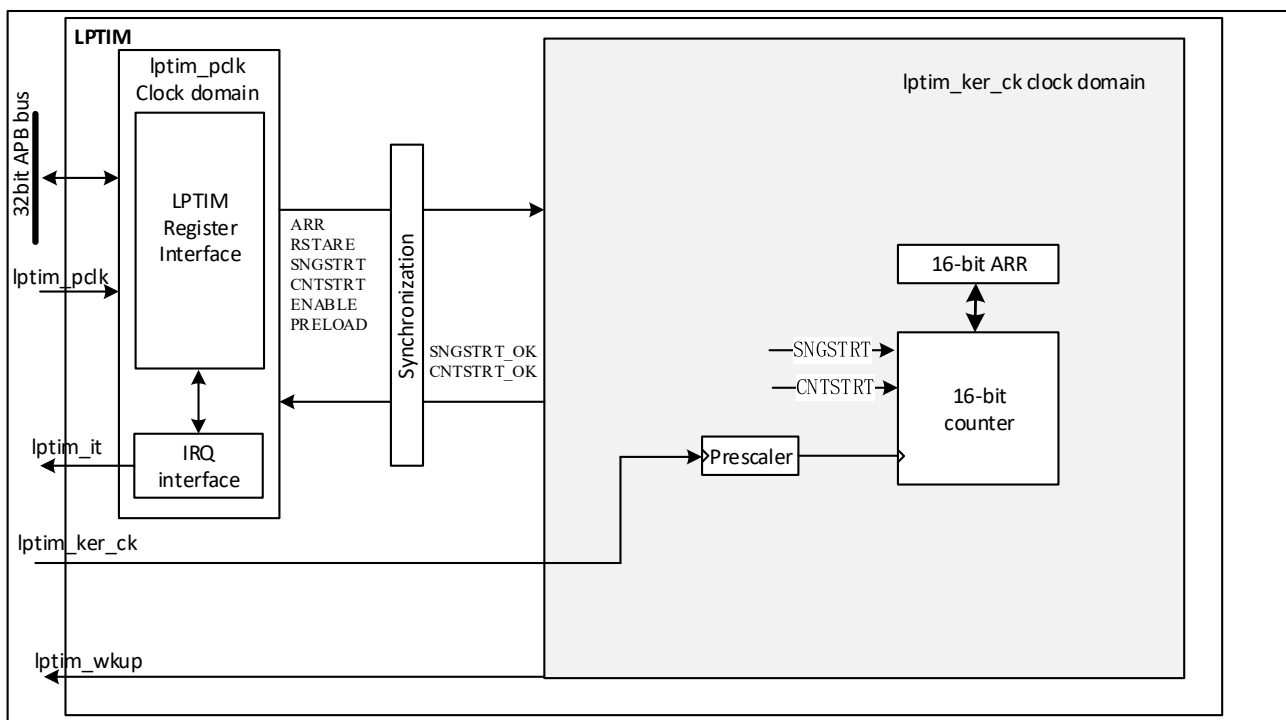 LPTIM
lptim_pclk
Clock domain
32bit APB bus
LPTIM
Register
Interface
lptim_pclk
IRQ
interface
lptim_it
lptim_ker_ck
lptim_wkup
ARR
RSTARE
SNGSTRT
CNTSTRT
ENABLE
PRELOAD
Synchronization
SNGSTRT_OK
CNTSTRT_OK
lptim_ker_ck clock domain
16-bit ARR
SNGSTRT
CNTSTRT
16-bit
counter
Prescaler